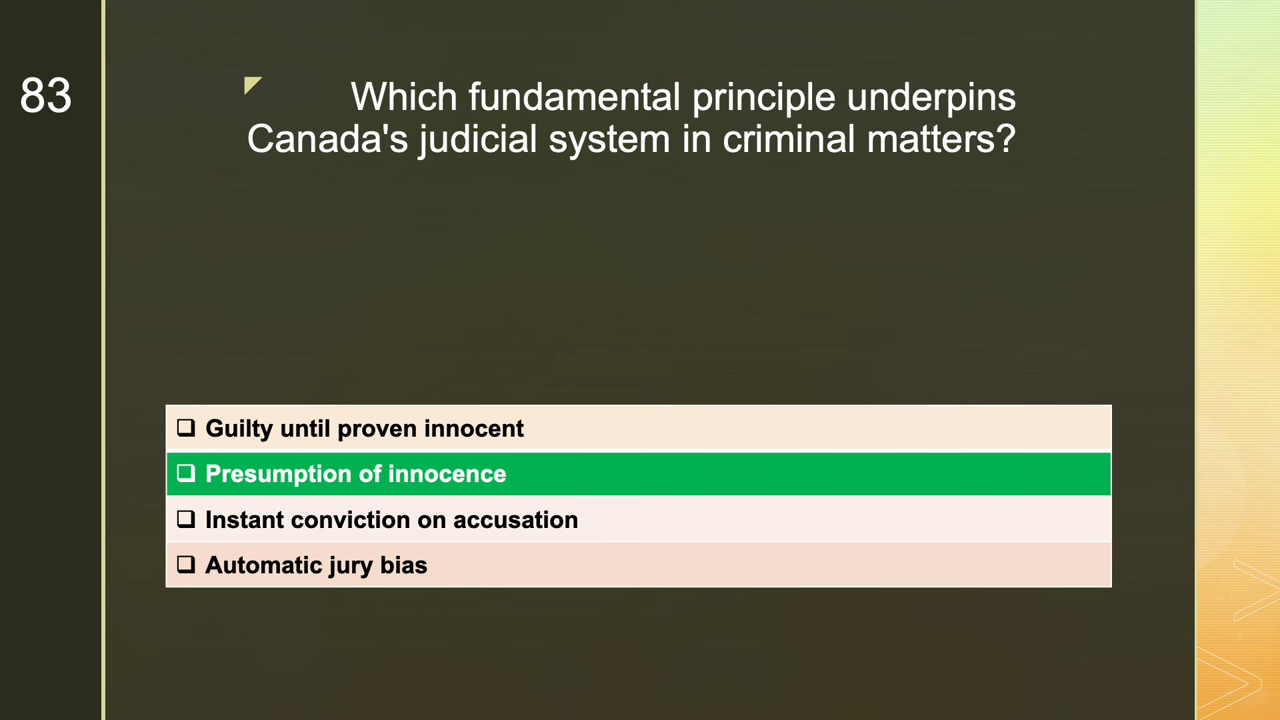 83
Which fundamental principle underpins
Canada's judicial system in criminal matters?
❑ Guilty until proven innocent
❑ Presumption of innocence
❑ Instant conviction on accusation
❑ Automatic jury bias